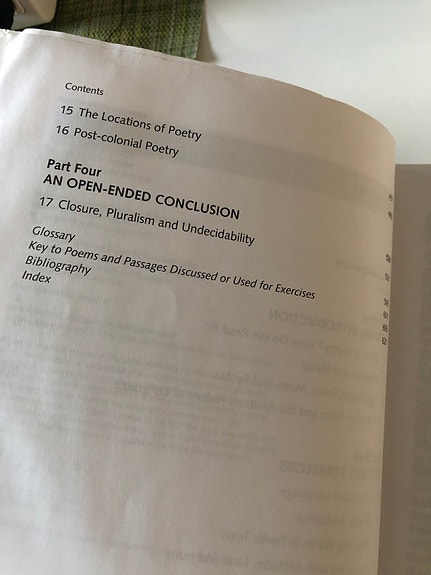 Contents
15 The Locations of Poetry
16 Post-colonial Poetry
Part Four
AN OPEN-ENDED CONCLUSION
17 Closure, Pluralism and Undecidability
Glossary
Key to Poems and Passages Discussed or Used for Exercises
Bibliography
Index